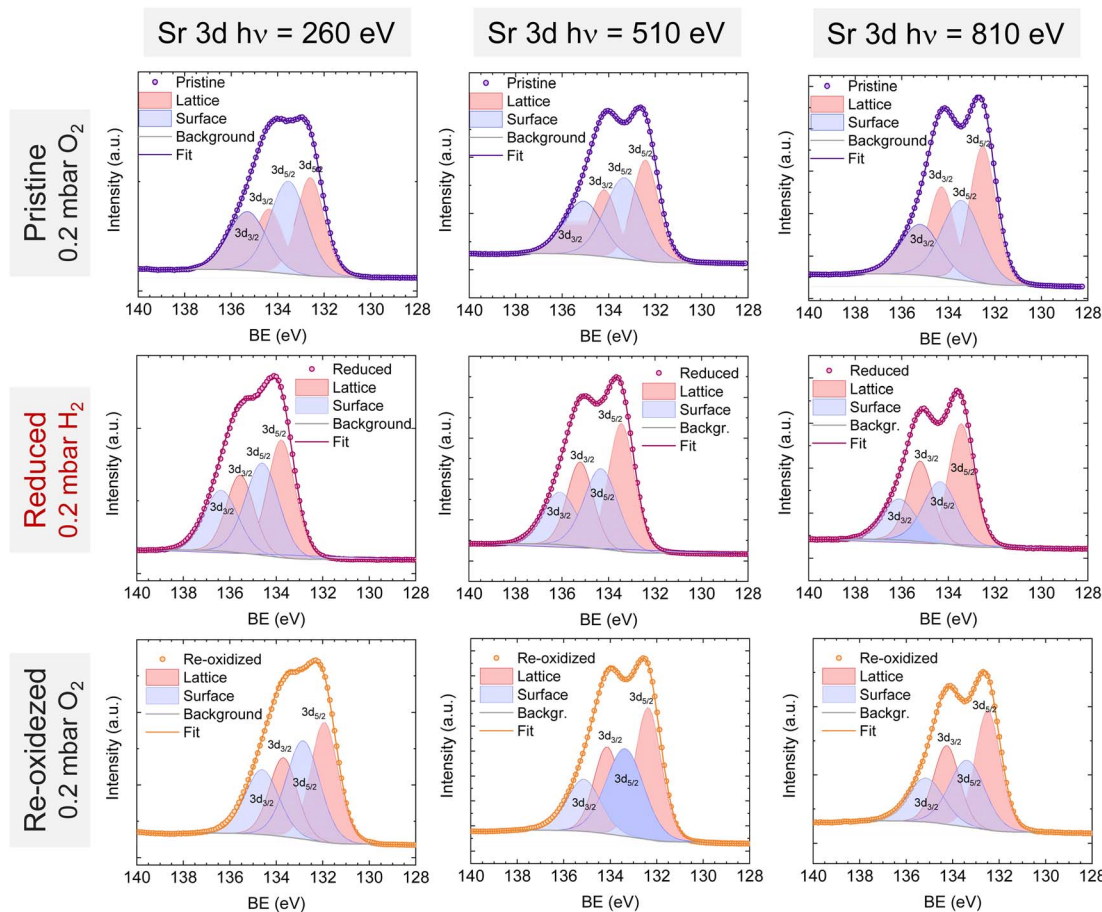 Sr 3d hν = 260 eV
Sr 3d hν = 510 eV
Sr 3d hν = 810 eV
Pristine
0.2 mbar O₂
Pristine
Lattice
Surface
Background
Fit
3d₃/₂
3d₃/₂
3d₅/₂
3d₅/₂
Intensity (a.u.)
140 138 136 134 132 130 128
BE (eV)
Pristine
Lattice
Surface
Background
Fit
3d₃/₂
3d₃/₂
3d₅/₂
3d₅/₂
Intensity (a.u.)
140 138 136 134 132 130 128
BE (eV)
Pristine
Lattice
Surface
Background
Fit
3d₃/₂
3d₃/₂
3d₅/₂
3d₅/₂
Intensity (a.u.)
140 138 136 134 132 130 128
BE (eV)
Reduced
0.2 mbar H₂
Reduced
Lattice
Surface
Background
Fit
3d₃/₂
3d₃/₂
3d₅/₂
3d₅/₂
Intensity (a.u.)
140 138 136 134 132 130 128
BE (eV)
Reduced
Lattice
Surface
Backgr.
Fit
3d₃/₂
3d₃/₂
3d₅/₂
3d₅/₂
Intensity (a.u.)
140 138 136 134 132 130 128
BE (eV)
Reduced
Lattice
Surface
Backgr.
Fit
3d₃/₂
3d₃/₂
3d₅/₂
3d₅/₂
Intensity (a.u.)
140 138 136 134 132 130 128
BE (eV)
Re-oxidezed
0.2 mbar O₂
Re-oxidized
Lattice
Surface
Background
Fit
3d₃/₂
3d₃/₂
3d₅/₂
3d₅/₂
Intensity (a.u.)
140 138 136 134 132 130 128
BE (eV)
Re-oxidized
Lattice
Surface
Backgr.
Fit
3d₃/₂
3d₃/₂
3d₅/₂
3d₅/₂
Intensity (a.u.)
140 138 136 134 132 130 128
BE (eV)
Re-oxidized
Lattice
Surface
Backgr.
Fit
3d₃/₂
3d₃/₂
3d₅/₂
3d₅/₂
Intensity (a.u.)
140 138 136 134 132 130 128
BE (eV)